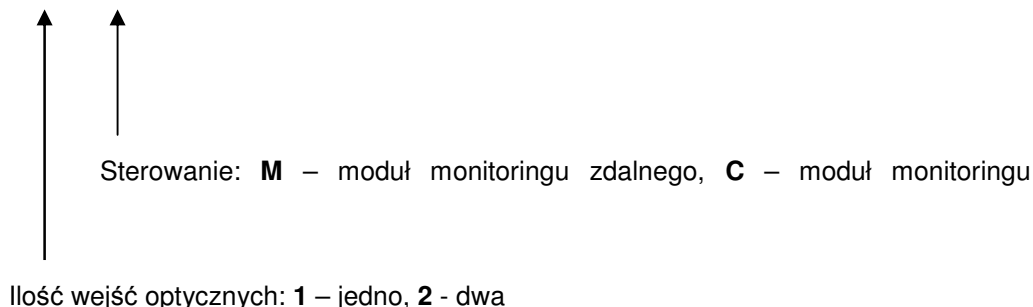 Sterowanie: M – moduł monitoringu zdalnego, C – moduł monitoringu
Ilość wejść optycznych: 1 – jedno, 2 - dwa